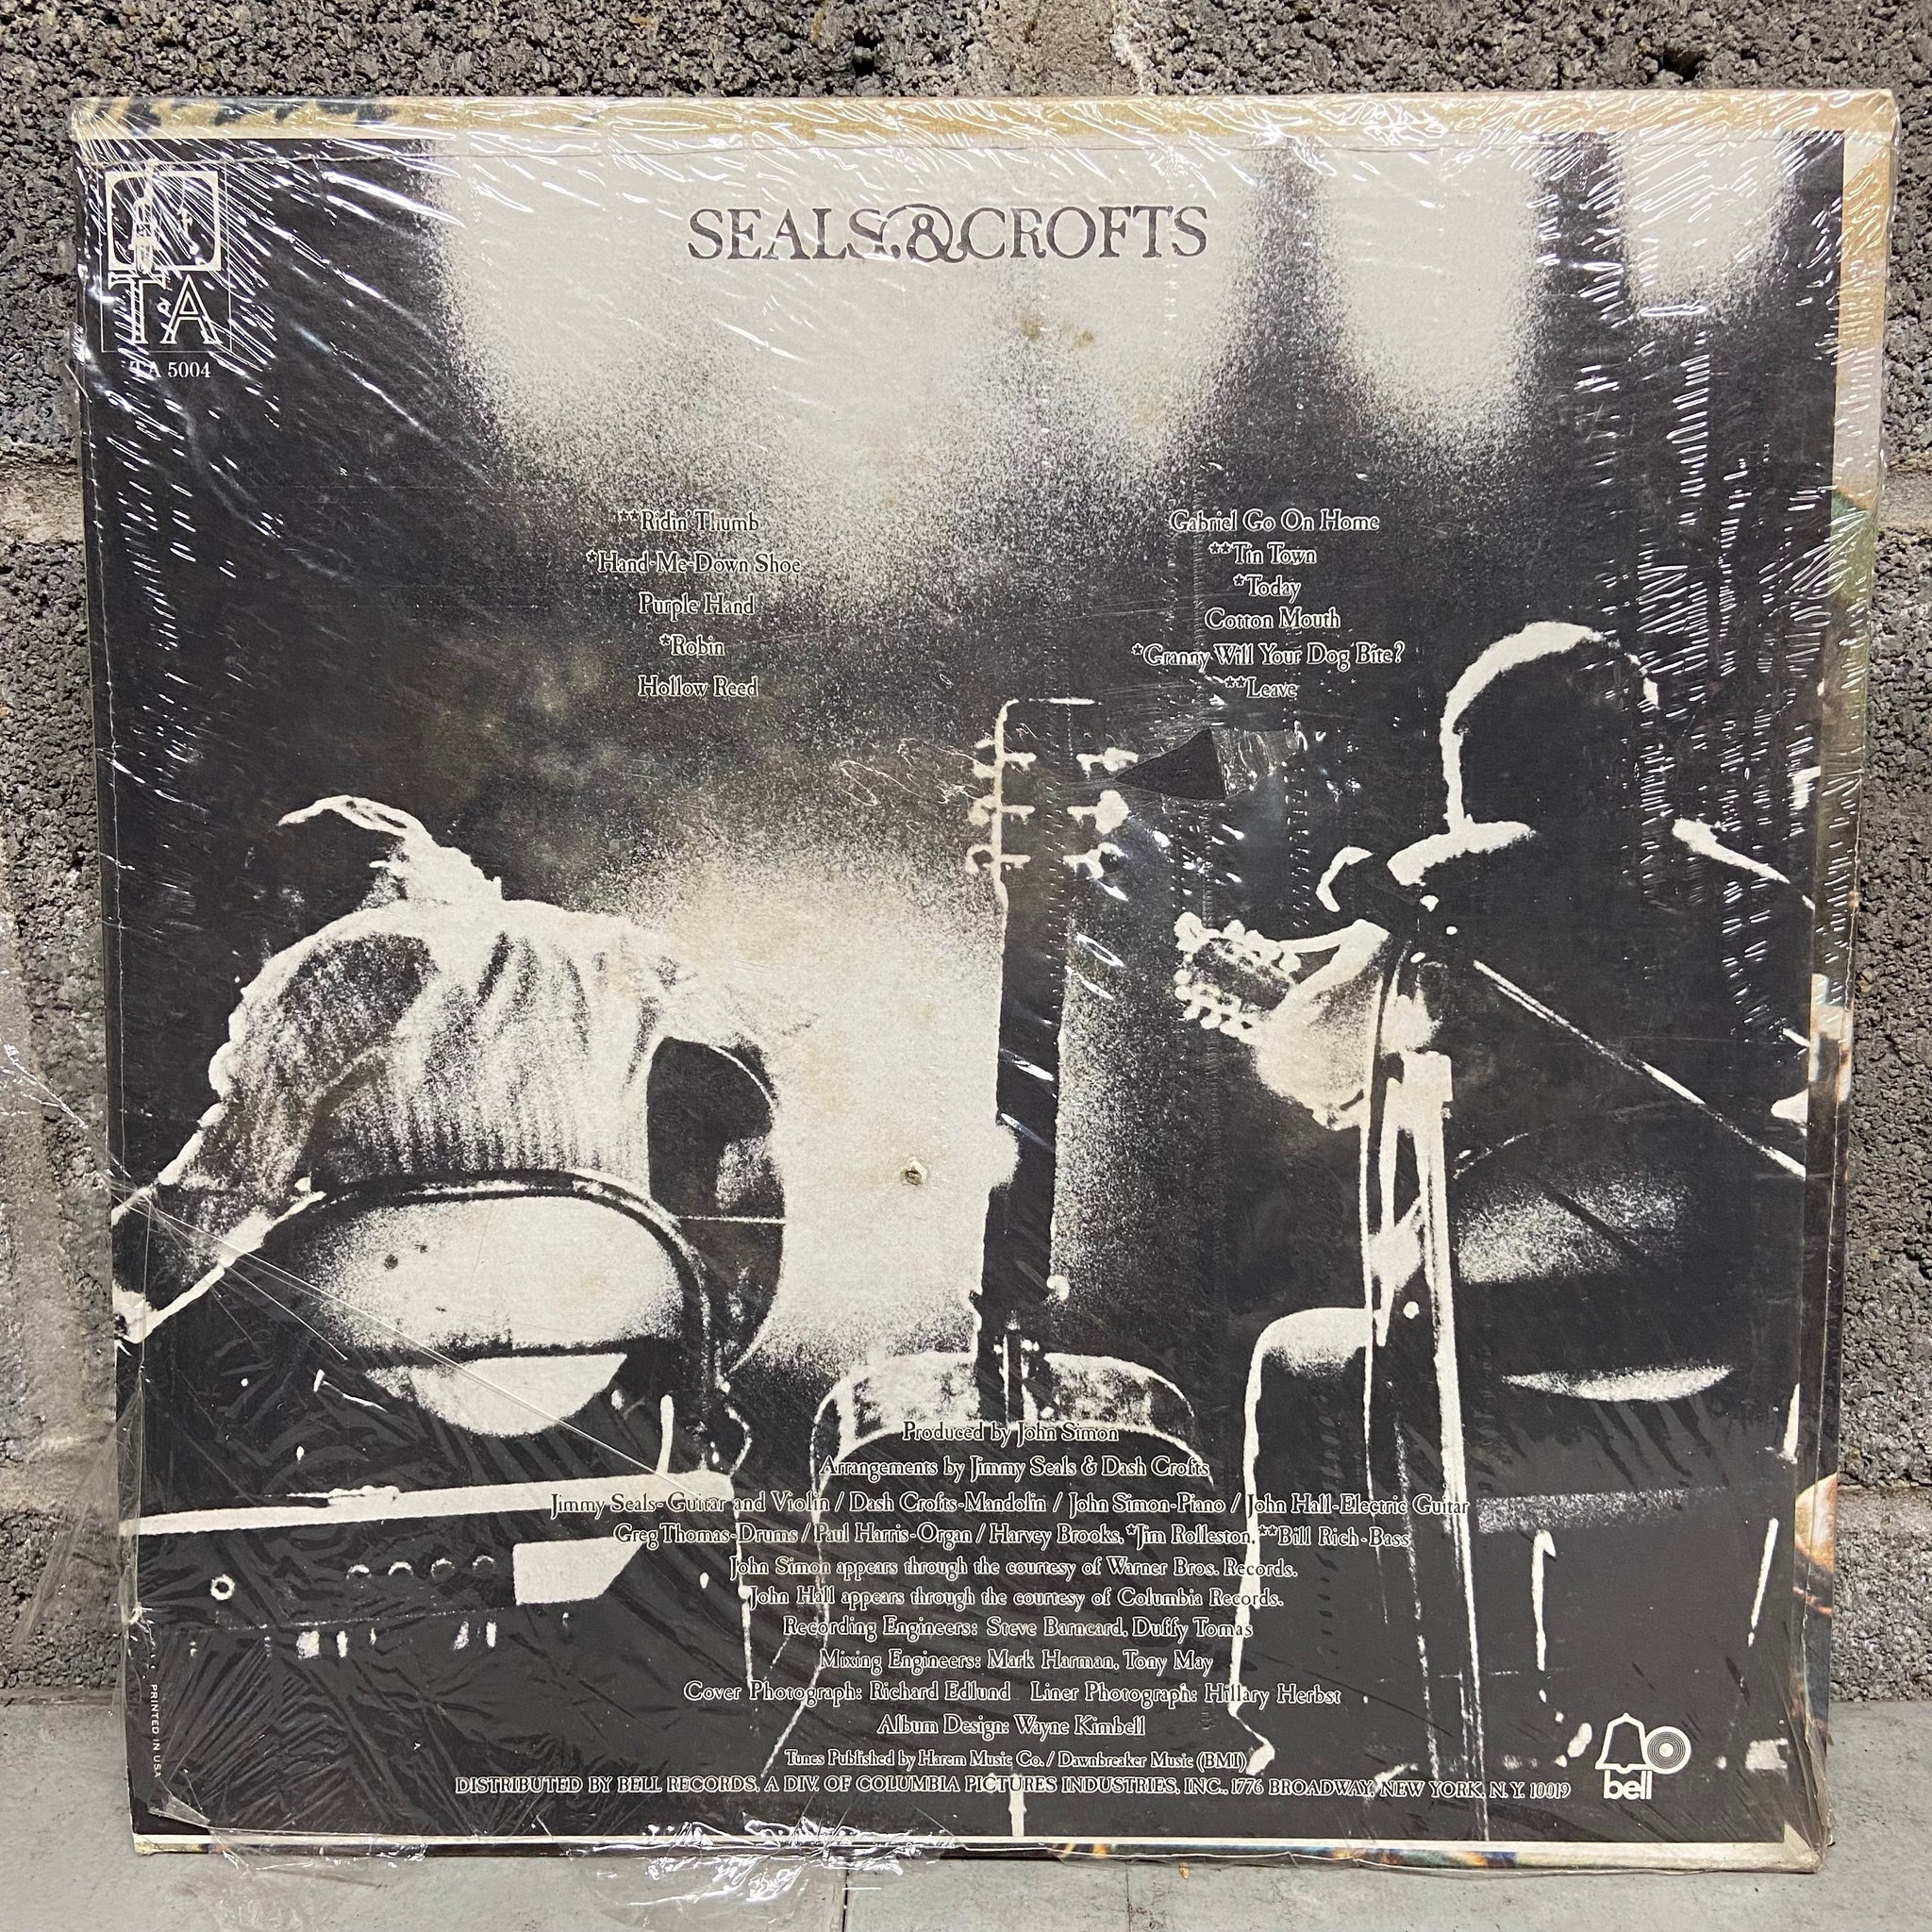 SEALS & CROFTS
T A
TA 5004
**Ridin' Thumb
*Hand-Me-Down Shoe
Purple Hand
*Robin
Hollow Reed
Gabriel Go On Home
**Tin Town
*Today
Cotton Mouth
*Granny Will Your Dog Bite?
**Leave
Produced by John Simon
Arrangements by Jimmy Seals & Dash Crofts
Jimmy Seals-Guitar and Violin / Dash Crofts-Mandolin / John Simon-Piano / John Hall-Electric Guitar
Greg Thomas-Drums / Paul Harris-Organ / Harvey Brooks, *Jim Rolleston, **Bill Rich-Bass
John Simon appears through the courtesy of Warner Bros. Records.
John Hall appears through the courtesy of Columbia Records.
Recording Engineers: Steve Barncard, Duffy Tomas
Mixing Engineers: Mark Harman, Tony May
Cover Photograph: Richard Edlund Liner Photograph: Hillary Herbst
Album Design: Wayne Kimbell
Tunes Published by Harem Music Co. / Dawnbreaker Music (BMI)
DISTRIBUTED BY BELL RECORDS, A DIV. OF COLUMBIA PICTURES INDUSTRIES, INC., 1776 BROADWAY, NEW YORK, N.Y. 10019
bell
PRINTED IN USA